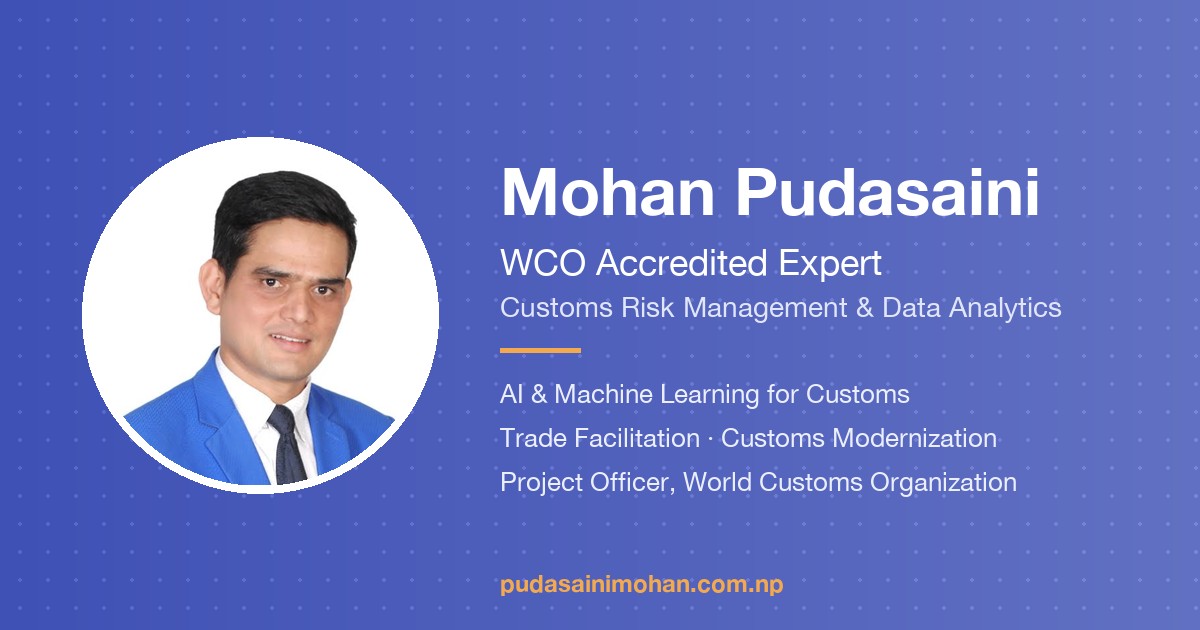 Mohan Pudasaini
WCO Accredited Expert
Customs Risk Management & Data Analytics
AI & Machine Learning for Customs
Trade Facilitation · Customs Modernization
Project Officer, World Customs Organization
pudasainimohan.com.np